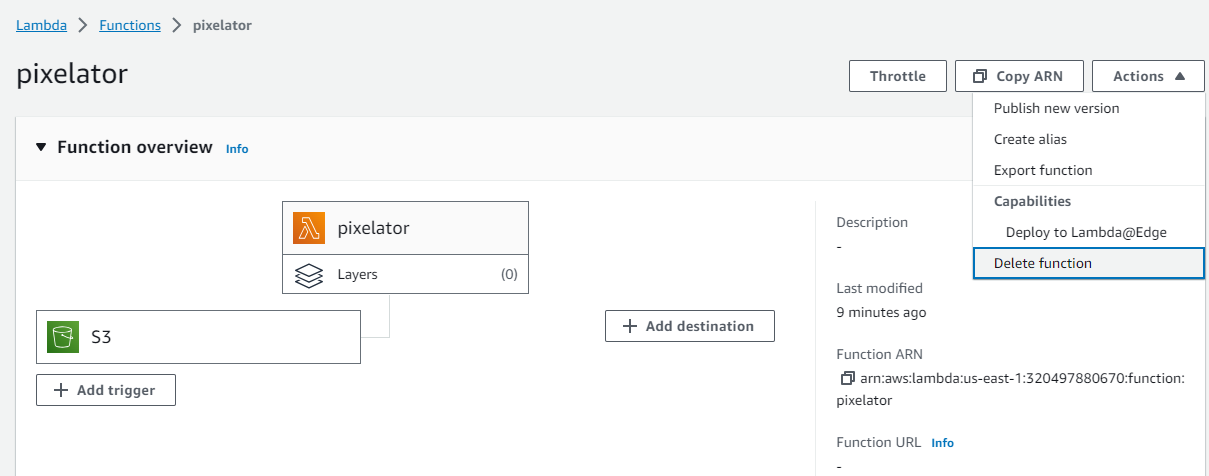 Lambda > Functions > pixelator
pixelator
Throttle
Copy ARN
Actions
Publish new version
Create alias
Export function
Capabilities
Deploy to Lambda@Edge
Delete function
Function overview Info
pixelator
Layers (0)
S3
+ Add trigger
+ Add destination
Description
-
Last modified
9 minutes ago
Function ARN
arn:aws:lambda:us-east-1:320497880670:function:
pixelator
Function URL Info
-